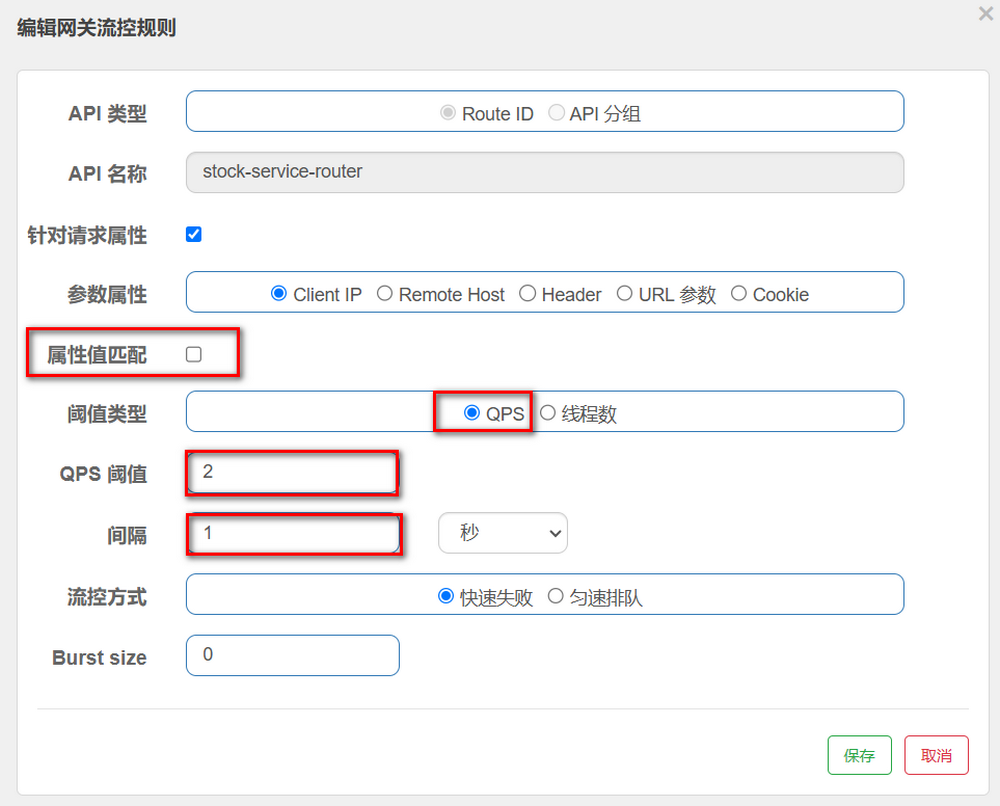 编辑网关流控规则
×
API 类型 Route ID API 分组
API 名称 stock-service-router
针对请求属性
参数属性 Client IP Remote Host Header URL 参数 Cookie
属性值匹配
阈值类型 QPS 线程数
QPS 阈值 2
间隔 1 秒
流控方式 快速失败 匀速排队
Burst size 0
保存 取消